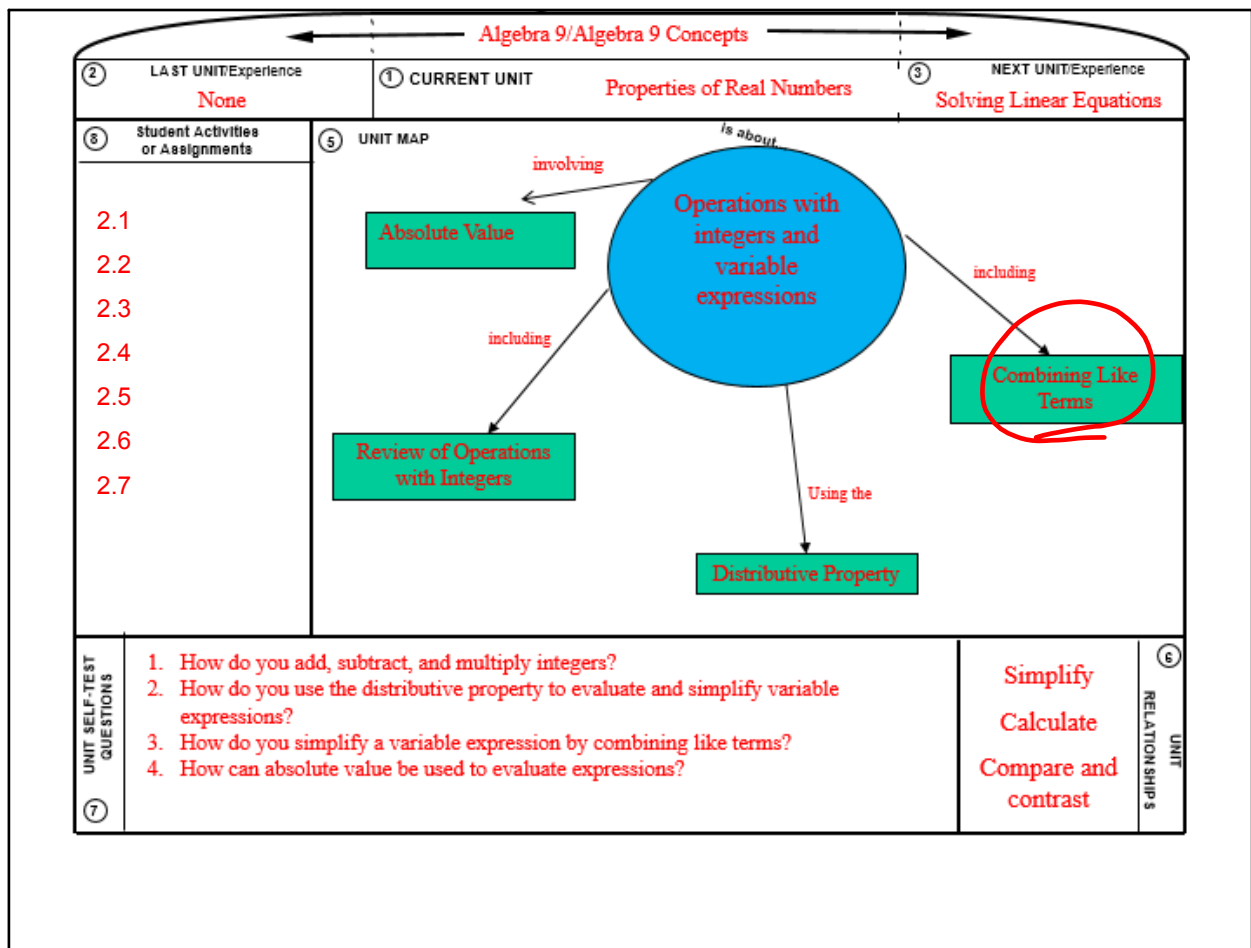 Algebra 9/Algebra 9 Concepts
② LAST UNIT/Experience
None
① CURRENT UNIT
Properties of Real Numbers
③ NEXT UNIT/Experience
Solving Linear Equations
⑧ Student Activities
or Assignments
2.1
2.2
2.3
2.4
2.5
2.6
2.7
⑤ UNIT MAP
is about...
Operations with
integers and
variable
expressions
involving
Absolute Value
including
Review of Operations
with Integers
Using the
Distributive Property
including
Combining Like
Terms
UNIT SELF-TEST
QUESTIONS
⑦
1. How do you add, subtract, and multiply integers?
2. How do you use the distributive property to evaluate and simplify variable
expressions?
3. How do you simplify a variable expression by combining like terms?
4. How can absolute value be used to evaluate expressions?
Simplify
Calculate
Compare and
contrast
⑥
UNIT
RELATIONSHIPS